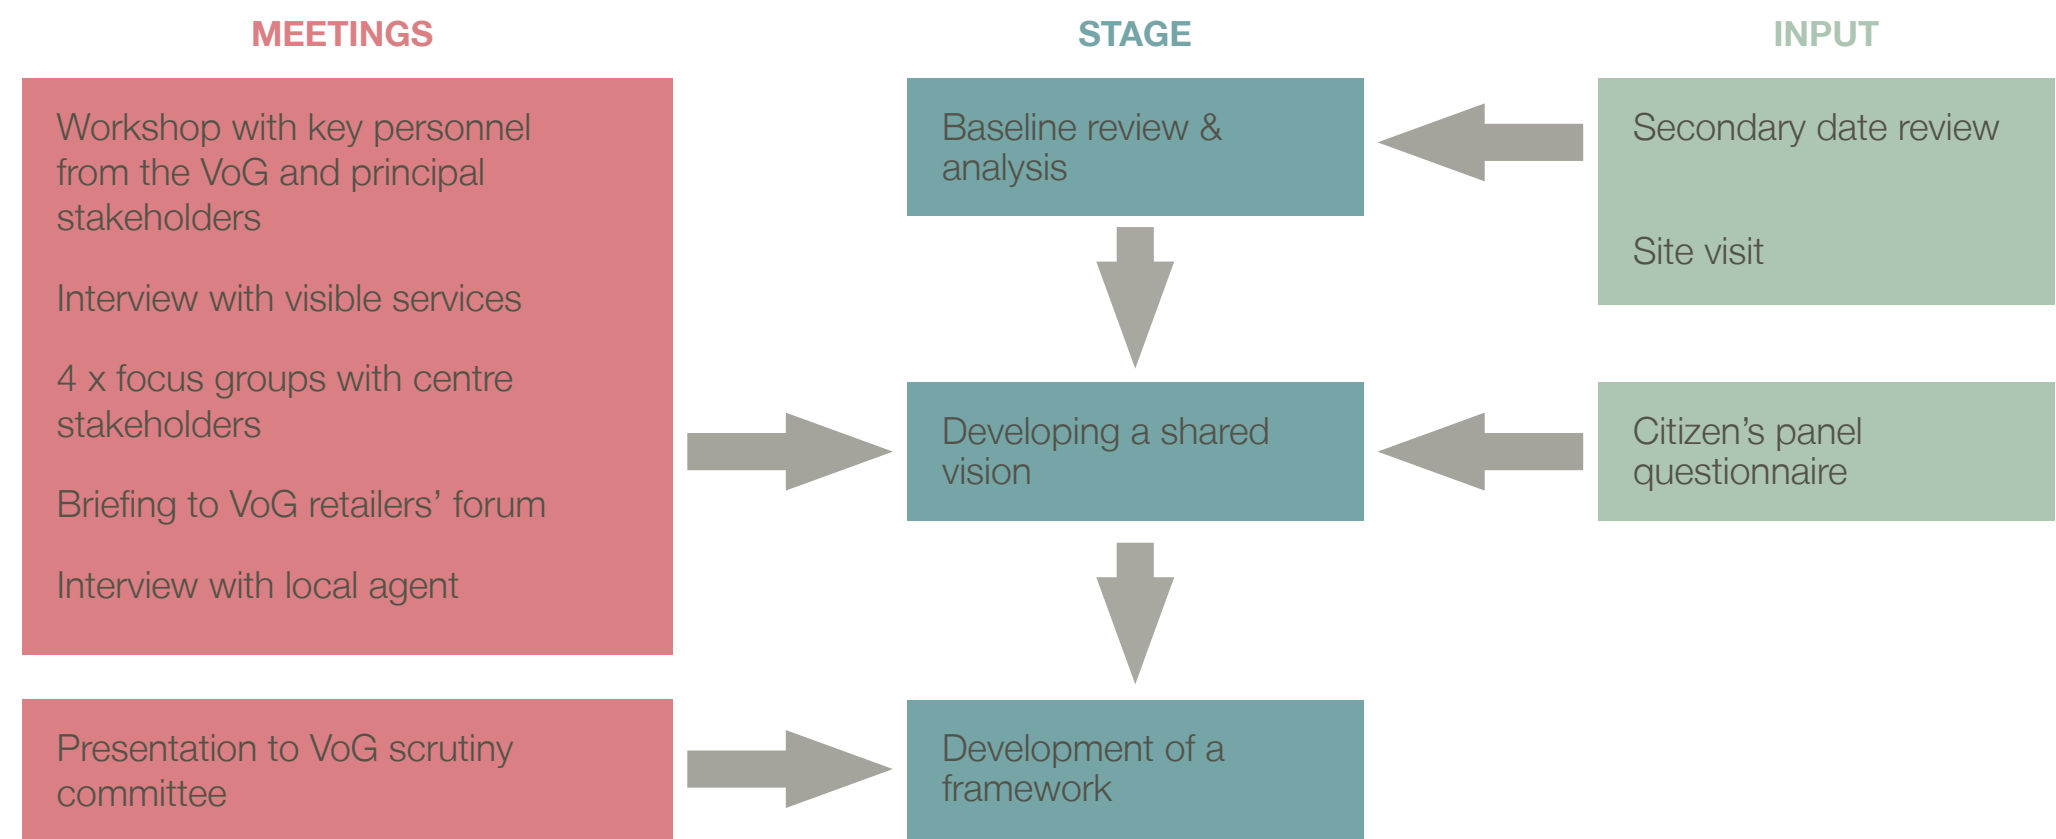 MEETINGS
Workshop with key personnel
from the VoG and principal
stakeholders
Interview with visible services
4 x focus groups with centre
stakeholders
Briefing to VoG retailers’ forum
Interview with local agent
Presentation to VoG scrutiny
committee
STAGE
Baseline review &
analysis
Developing a shared
vision
Development of a
framework
INPUT
Secondary date review
Site visit
Citizen’s panel
questionnaire